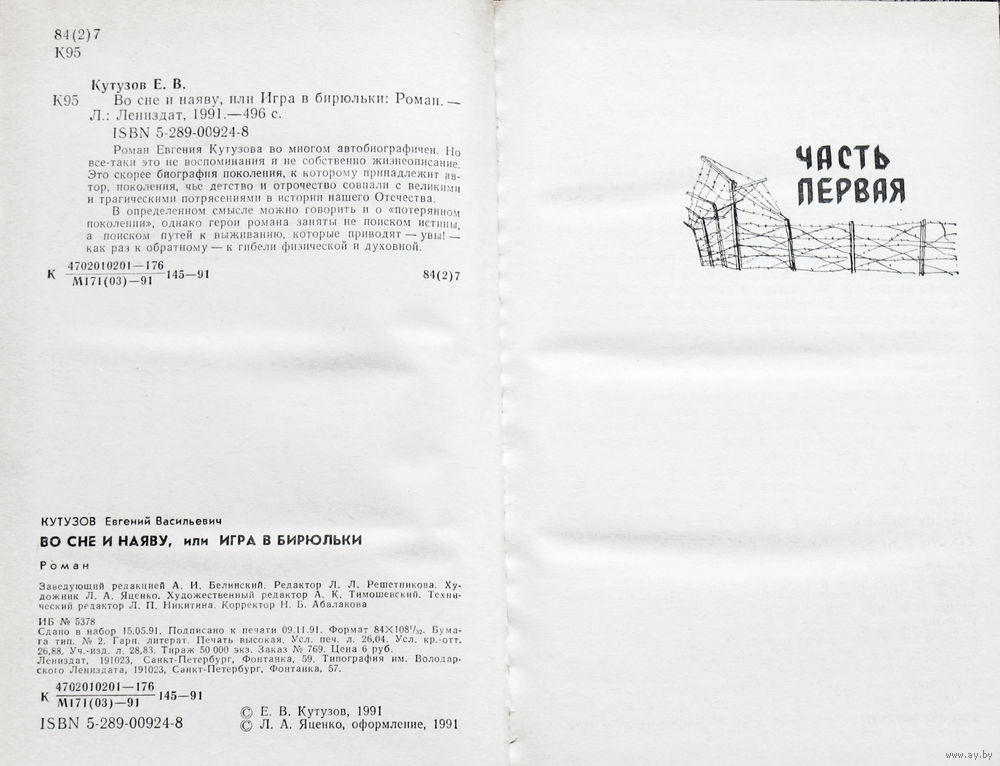 84(2)7
К95
Кутузов Е. В.
К95 Во сне и наяву, или Игра в бирюльки: Роман. —
Л.: Лениздат, 1991.—496 с.
ISBN 5-289-00924-8
Роман Евгения Кутузова во многом автобиографичен. Но
все-таки это не воспоминания и не собственно жизнеописание.
Это скорее биография поколения, к которому принадлежит ав-
тор, поколения, чье детство и отрочество совпали с великими
и трагическими потрясениями в истории нашего Отечества.
В определенном смысле можно говорить и о «потерянном
поколении», однако герои романа заняты не поиском истины,
а поиском путей к выживанию, которые приводят — увы! —
как раз к обратному — к гибели физической и духовной.
К 4702010201—176
М171(03)—91 145—91 84(2)7
КУТУЗОВ Евгений Васильевич
ВО СНЕ И НАЯВУ, или ИГРА В БИРЮЛЬКИ
Роман
Заведующий редакцией А. И. Белинский. Редактор Л. Л. Решетникова. Ху-
дожник Л. А. Яценко. Художественный редактор А. К. Тимошевский. Техни-
ческий редактор Л. П. Никитина. Корректор Н. Б. Абалакова
ИБ № 5378
Сдано в набор 15.05.91. Подписано к печати 09.11.91. Формат 84×108¹/₃₂. Бума-
га тип. № 2. Гарн. литерат. Печать высокая. Усл. печ. л. 26,04. Усл. кр.-отт.
26,88. Уч.-изд. л. 28,83. Тираж 50 000 экз. Заказ № 769. Цена 6 руб.
Лениздат, 191023, Санкт-Петербург, Фонтанка, 59. Типография им. Володар-
ского Лениздата, 191023, Санкт-Петербург, Фонтанка, 57.
К 4702010201—176
М171(03)—91 145—91
ISBN 5-289-00924-8
© Е. В. Кутузов, 1991
© Л. А. Яценко, оформление, 1991
ЧАСТЬ
ПЕРВАЯ
www.ay.by